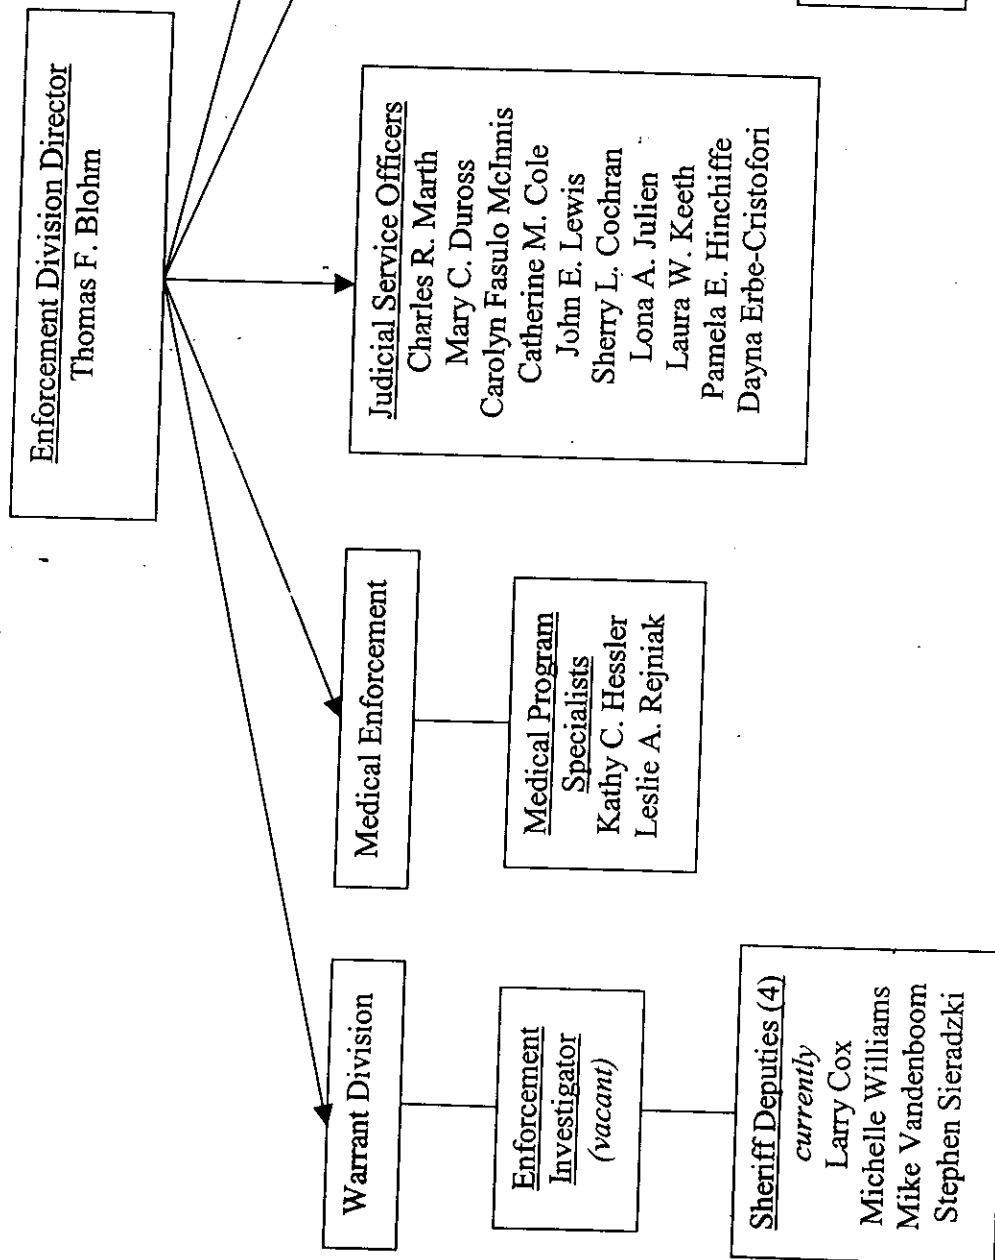 Enforcement Division Director
Thomas F. Blohm
Warrant Division
Enforcement
Investigator
(vacant)
Sheriff Deputies (4)
currently
Larry Cox
Michelle Williams
Mike Vandenboom
Stephen Sieradzki
Medical Enforcement
Medical Program
Specialists
Kathy C. Hessler
Leslie A. Rejniak
Judicial Service Officers
Charles R. Marth
Mary C. Duross
Carolyn Fasulo McInnis
Catherine M. Cole
John E. Lewis
Sherry L. Cochran
Lona A. Julien
Laura W. Keeth
Pamela E. Hinchiffe
Dayna Erbe-Cristofori